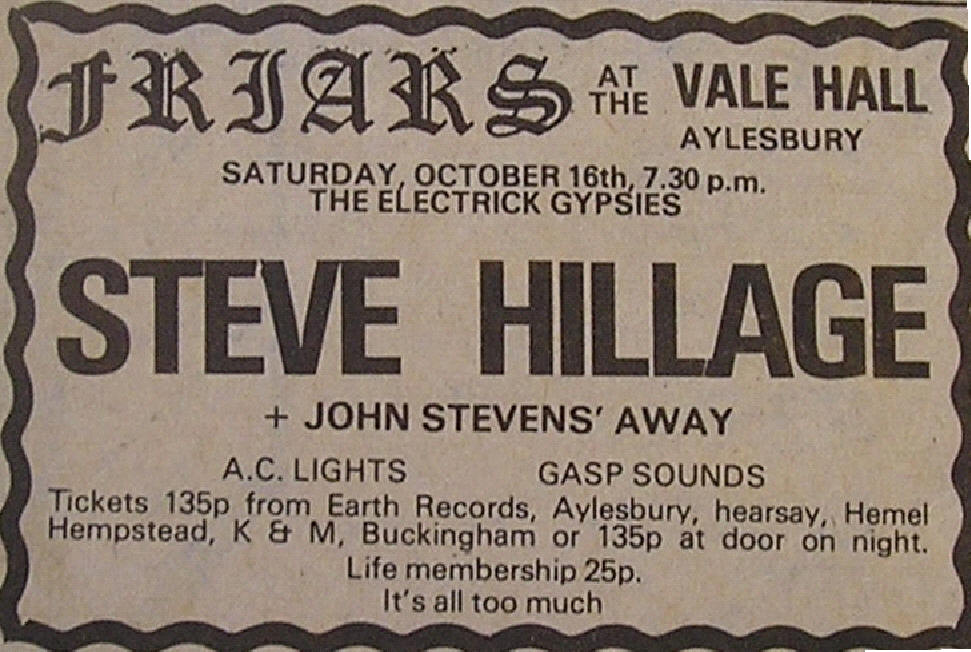 FRIARS AT THE VALE HALL
AYLESBURY
SATURDAY, OCTOBER 16th, 7.30 p.m.
THE ELECTRICK GYPSIES
STEVE HILLAGE
+ JOHN STEVENS' AWAY
A.C. LIGHTS GASP SOUNDS
Tickets 135p from Earth Records, Aylesbury, hearsay, Hemel
Hempstead, K & M, Buckingham or 135p at door on night.
Life membership 25p.
It's all too much